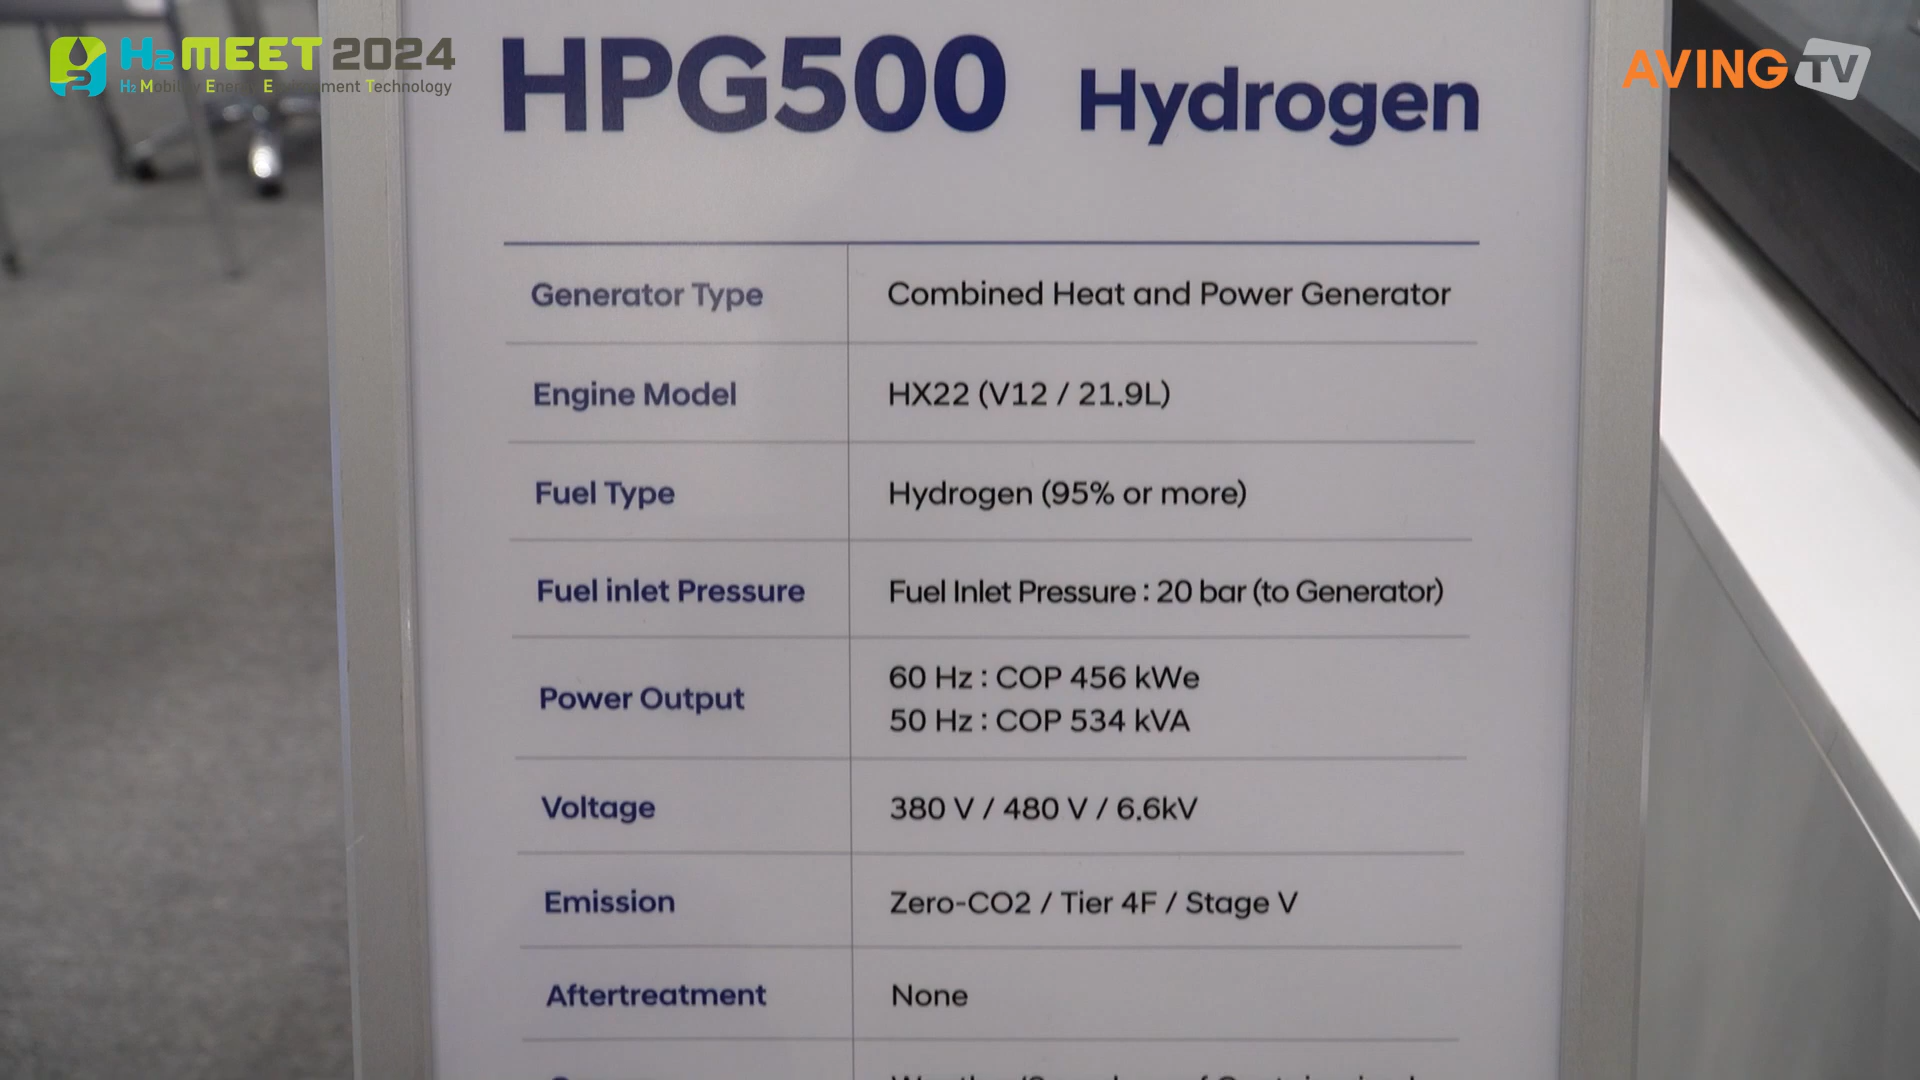 H2 MEET 2024
H2 Mobility Energy Environment Technology
AVING TV
HPG500 Hydrogen
Generator Type Combined Heat and Power Generator
Engine Model HX22 (V12 / 21.9L)
Fuel Type Hydrogen (95% or more)
Fuel inlet Pressure Fuel Inlet Pressure : 20 bar (to Generator)
Power Output 60 Hz : COP 456 kWe
50 Hz : COP 534 kVA
Voltage 380 V / 480 V / 6.6kV
Emission Zero-CO2 / Tier 4F / Stage V
Aftertreatment None